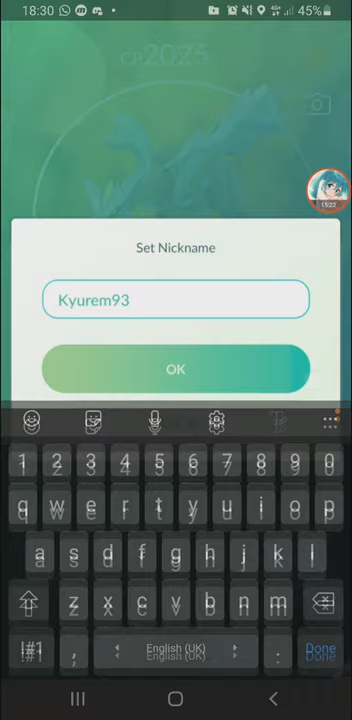 18:30 45%
CP2075
15:22
Set Nickname
Kyurem93
OK
1 2 3 4 5 6 7 8 9 0
q w e r t y u i o p
a s d f g h j k l
z x c v b n m
!#1 , English (UK) . Done